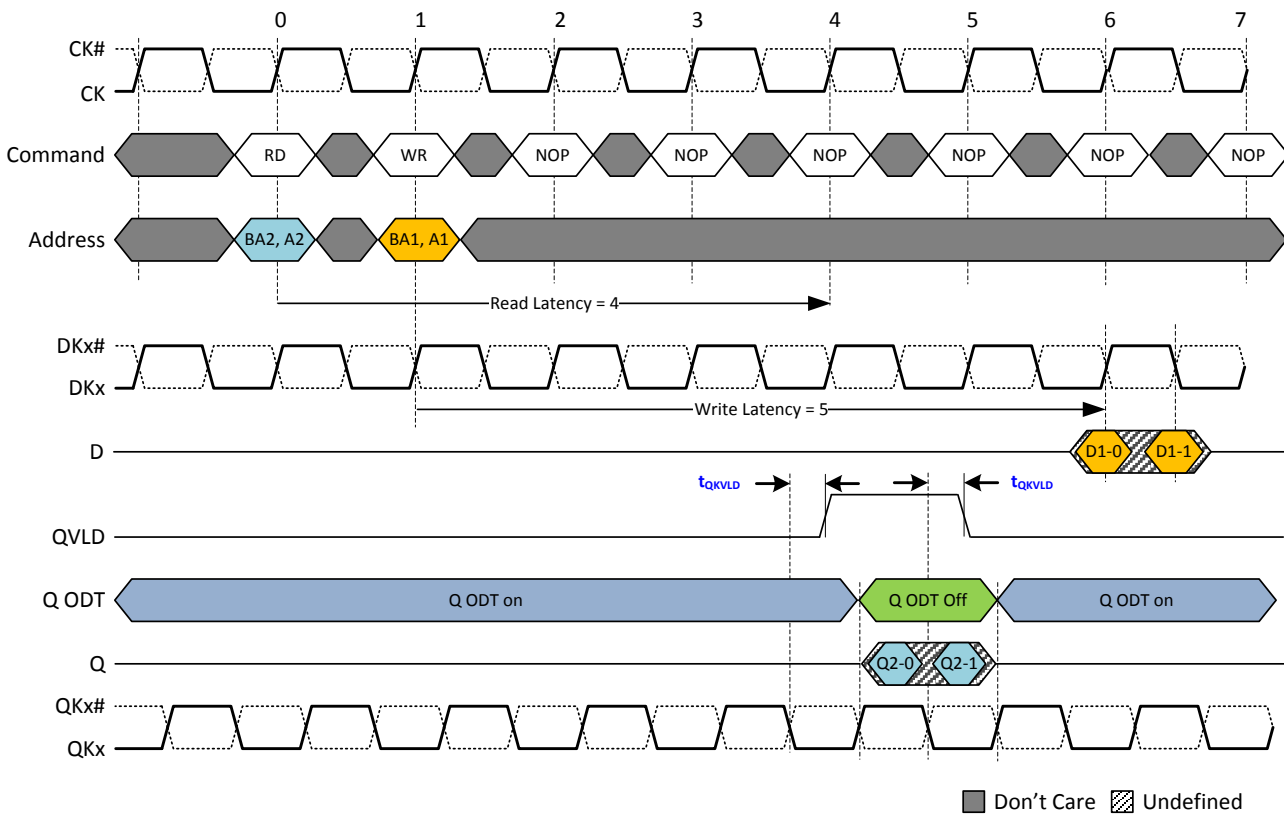 0 1 2 3 4 5 6 7
CK#
CK
Command RD WR NOP NOP NOP NOP NOP NOP
Address BA2, A2 BA1, A1
Read Latency = 4
DKx#
DKx
Write Latency = 5
D D1-0 D1-1
tQKVLD tQKVLD
QVLD
Q ODT Q ODT on Q ODT Off Q ODT on
Q Q2-0 Q2-1
QKx#
QKx
Don't Care Undefined